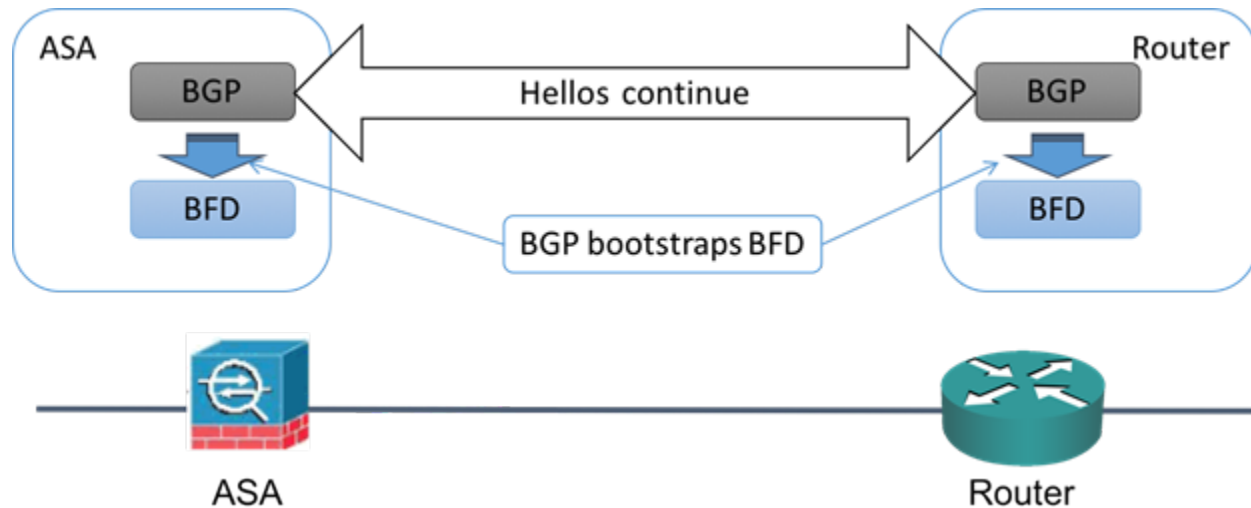 ASA
Router
BGP
Hellos continue
BGP
BFD
BFD
BGP bootstraps BFD
ASA
Router